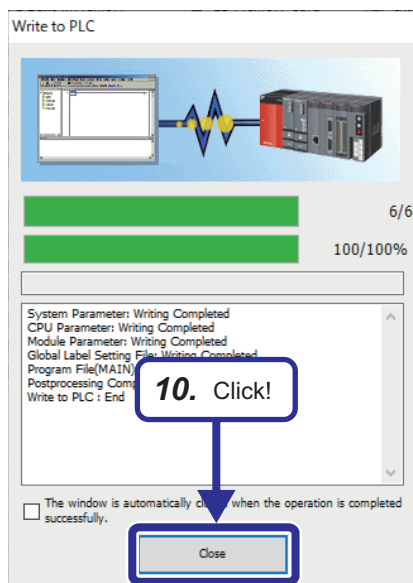 Write to PLC
6/6
100/100%
System Parameter: Writing Completed
CPU Parameter: Writing Completed
Module Parameter: Writing Completed
Global Label Setting File: Writing Completed
Program File(MAIN)
Postprocessing Comp
Write to PLC : End
10. Click!
The window is automatically when the operation is completed
successfully.
Close